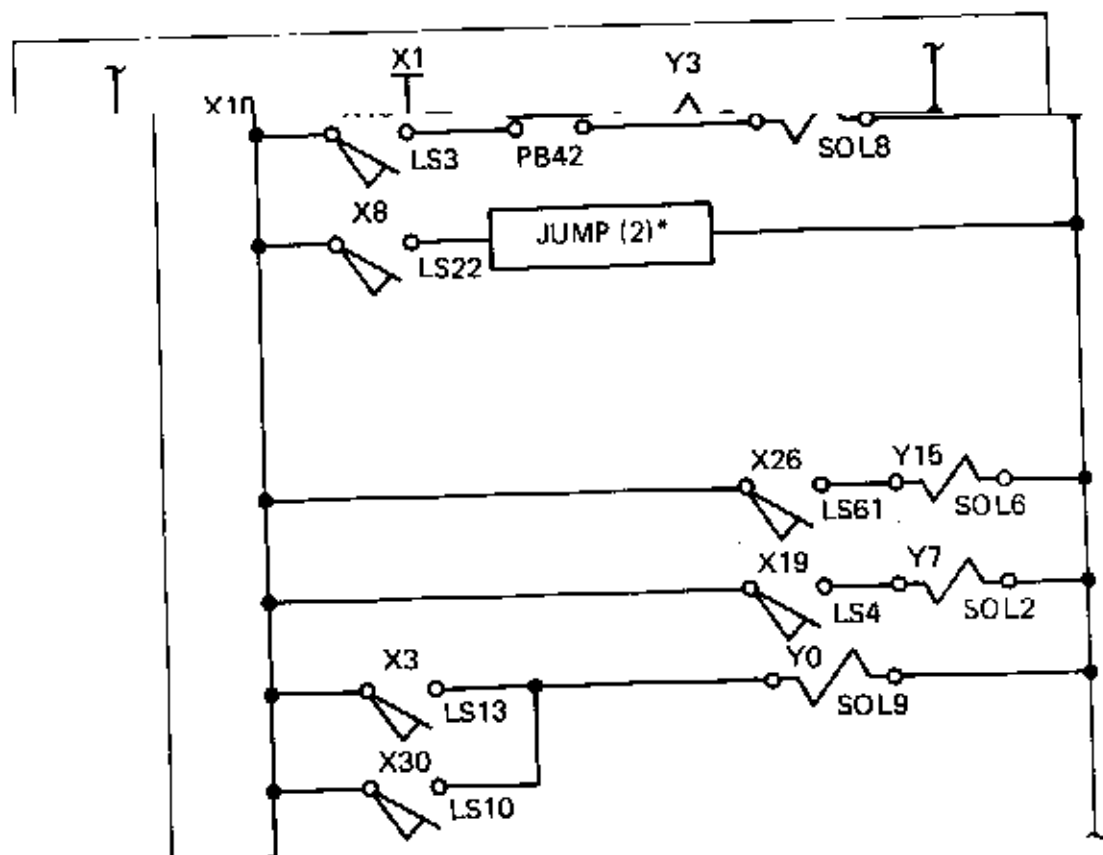 X1
Y3
X10
LS3
PB42
SOL8
X8
LS22
JUMP (2)*
X26
LS61
Y15
SOL6
X19
LS4
Y7
SOL2
X3
LS13
Y0
SOL9
X30
LS10